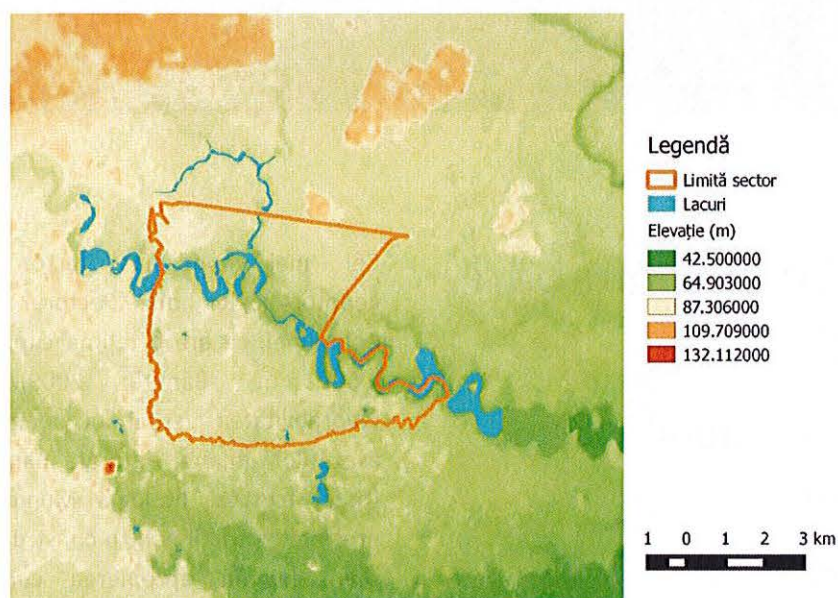 Legendă
Limită sector
Lacuri
Elevație (m)
42.500000
64.903000
87.306000
109.709000
132.112000
1 0 1 2 3 km